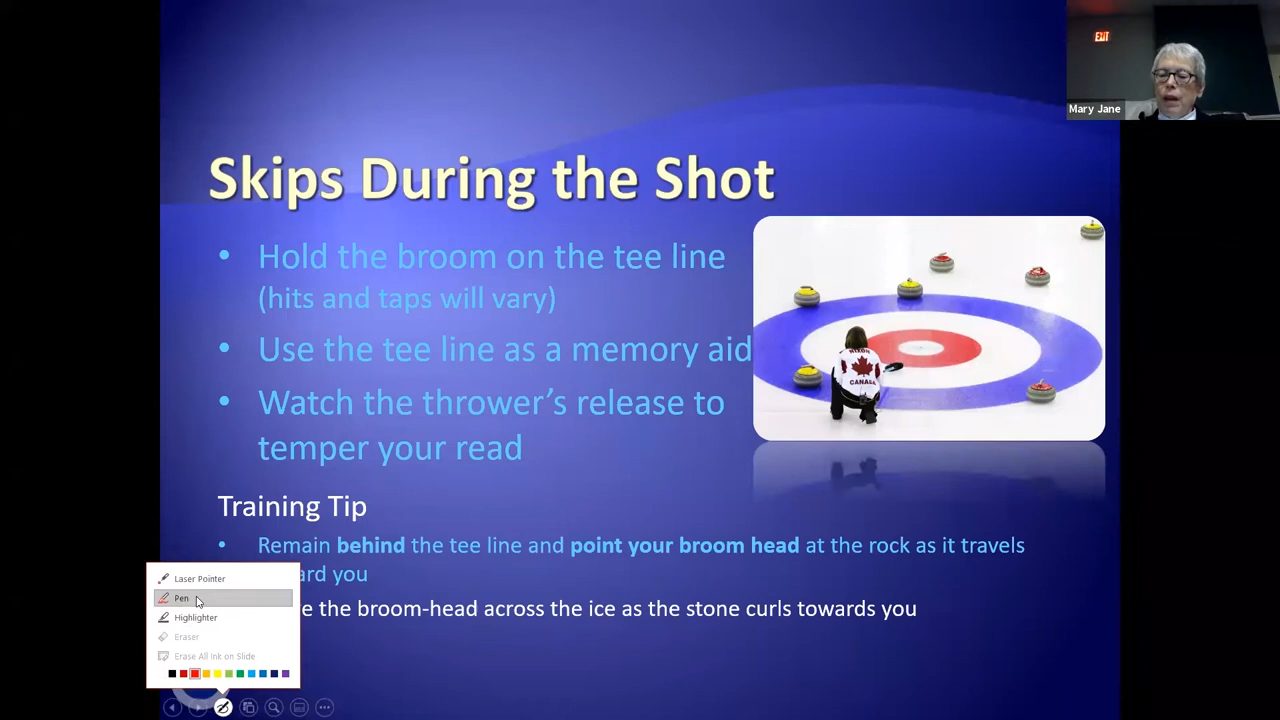 EXIT
Mary Jane
Skips During the Shot
• Hold the broom on the tee line
(hits and taps will vary)
• Use the tee line as a memory aid
• Watch the thrower’s release to
temper your read
NIXON
CANADA
Training Tip
• Remain behind the tee line and point your broom head at the rock as it travels
ard you
e the broom-head across the ice as the stone curls towards you
Laser Pointer
Pen
Highlighter
Eraser
Erase All Ink on Slide